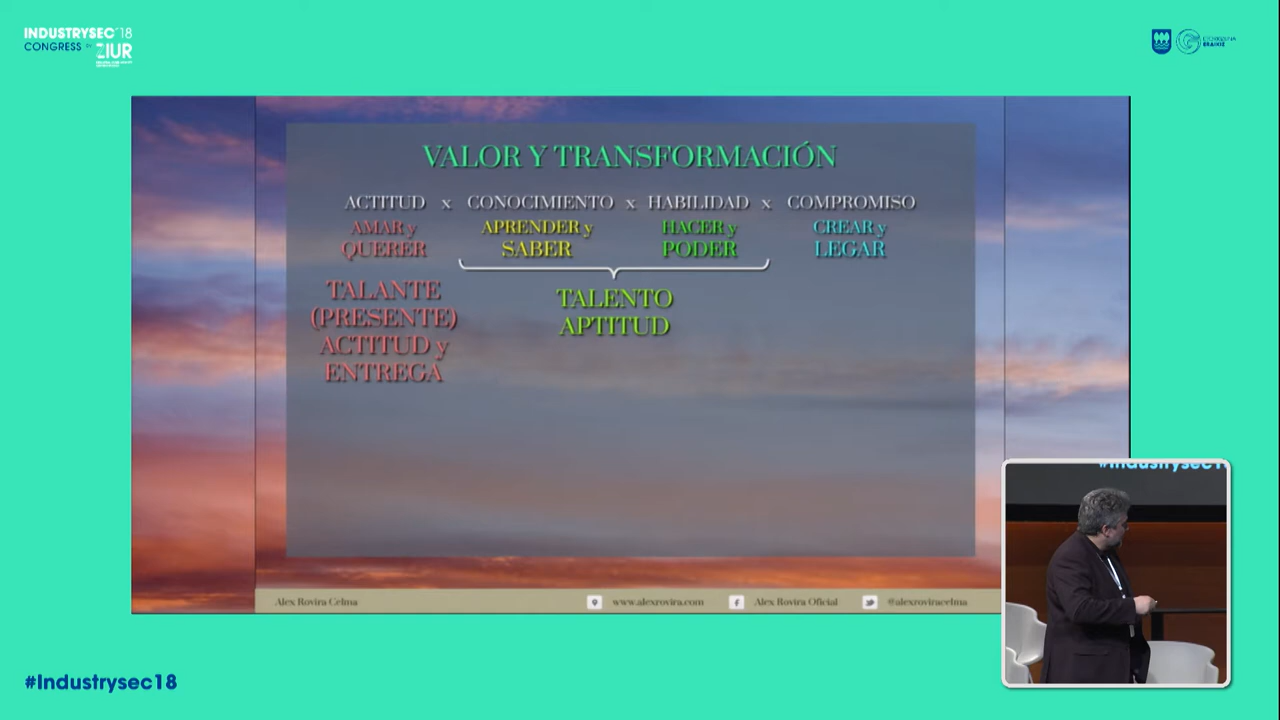 INDUSTRYSEC'18
CONGRESS BY ZIUR
VALOR Y TRANSFORMACIÓN
ACTITUD x CONOCIMIENTO x HABILIDAD x COMPROMISO
AMAR y APRENDER y HACER y CREAR y
QUERER SABER PODER LEGAR
TALANTE
(PRESENTE)
ACTITUD y
ENTREGA
TALENTO
APTITUD
Alex Rovira Celma www.alexrovira.com Alex Rovira Oficial @alexroviracelma
#Industrysec18
#Industrysec18